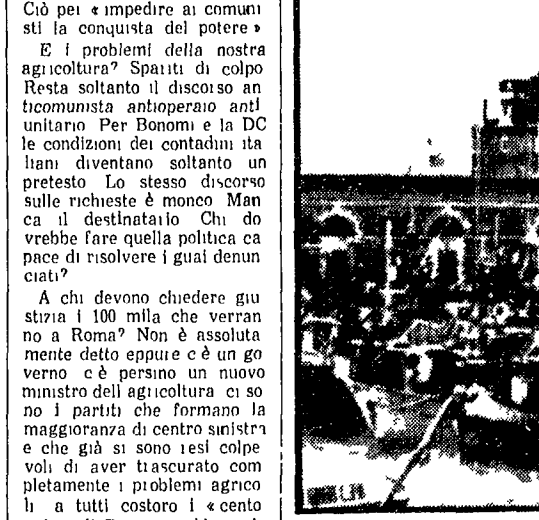 Ciò per « impedire ai comuni
sti la conquista del potere »
E i problemi della nostra
agricoltura? Spariti di colpo
Resta soltanto il discorso an
ticomunista antioperaio anti
unitario Per Bonomi e la DC
le condizioni dei contadini ita
liani diventano soltanto un
pretesto Lo stesso discorso
sulle richieste è monco Man
ca il destinatario Chi do
vrebbe fare quella politica ca
pace di risolvere i guai denun
ciati?
A chi devono chiedere giu
stizia i 100 mila che verran
no a Roma? Non è assoluta
mente detto eppure c è un go
verno c è persino un nuovo
ministro dell agricoltura ci so
no i partiti che formano la
maggioranza di centro sinistra
e che già si sono resi colpe
voli di aver trascurato com
pletamente i problemi agrico
li a tutti costoro i « cento